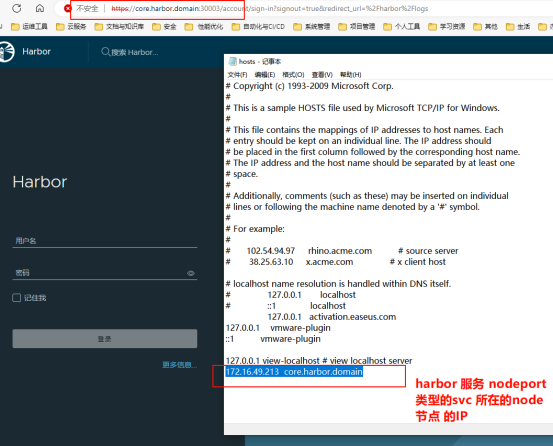 不安全 https://core.harbor.domain:30003/account/sign-in?signout=true&redirect_url=%2Fharbor%2Flogs
运维工具 云服务 文档与知识库 安全 性能优化 自动化与CI/CD 系统管理 项目管理 个人工具 学习资源 其他 生活
Harbor
搜索 Harbor...
Harbor
用户名
密码
记住我
登录
更多信息...
hosts - 记事本
文件(F) 编辑(E) 格式(O) 查看(V) 帮助(H)
# Copyright (c) 1993-2009 Microsoft Corp.
#
# This is a sample HOSTS file used by Microsoft TCP/IP for Windows.
#
# This file contains the mappings of IP addresses to host names. Each
# entry should be kept on an individual line. The IP address should
# be placed in the first column followed by the corresponding host name.
# The IP address and the host name should be separated by at least one
# space.
#
# Additionally, comments (such as these) may be inserted on individual
# lines or following the machine name denoted by a '#' symbol.
#
# For example:
#
# 102.54.94.97 rhino.acme.com # source server
# 38.25.63.10 x.acme.com # x client host

# localhost name resolution is handled within DNS itself.
# 127.0.0.1 localhost
# ::1 localhost
127.0.0.1 activation.easeus.com
127.0.0.1 vmware-plugin
::1 vmware-plugin

127.0.0.1 view-localhost # view localhost server
172.16.49.213 core.harbor.domain
harbor 服务 nodeport
类型的svc 所在的node
节点 的IP